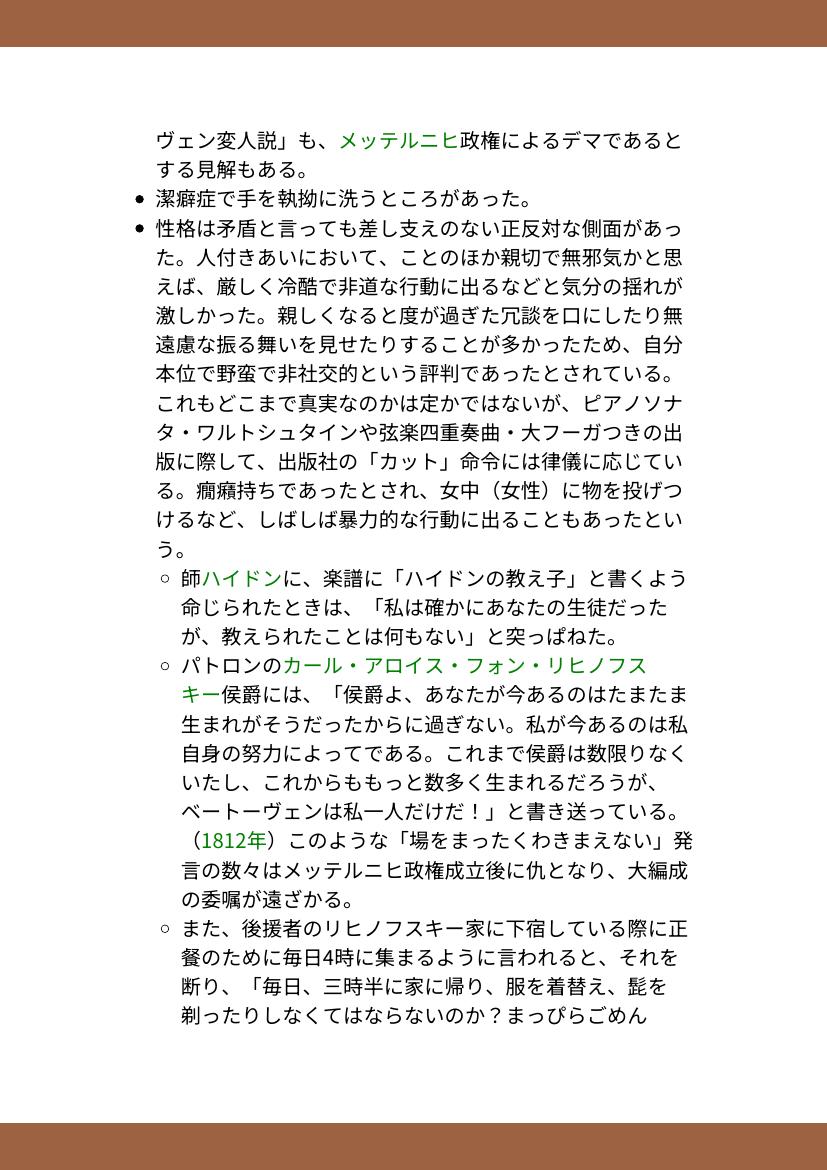 ヴェン変人説」も、メッテルニヒ政権によるデマであると
する見解もある。
• 潔癖症で手を執拗に洗うところがあった。
• 性格は矛盾と言っても差し支えのない正反対な側面があっ
た。人付きあいにおいて、ことのほか親切で無邪気かと思
えば、厳しく冷酷で非道な行動に出るなどと気分の揺れが
激しかった。親しくなると度が過ぎた冗談を口にしたり無
遠慮な振る舞いを見せたりすることが多かったため、自分
本位で野蛮で非社交的という評判であったとされている。
これもどこまで真実なのかは定かではないが、ピアノソナ
タ・ワルトシュタインや弦楽四重奏曲・大フーガつきの出
版に際して、出版社の「カット」命令には律儀に応じてい
る。癇癪持ちであったとされ、女中（女性）に物を投げつ
けるなど、しばしば暴力的な行動に出ることもあったとい
う。
◦ 師ハイドンに、楽譜に「ハイドンの教え子」と書くよう
命じられたときは、「私は確かにあなたの生徒だった
が、教えられたことは何もない」と突っぱねた。
◦ パトロンのカール・アロイス・フォン・リヒノフス
キー侯爵には、「侯爵よ、あなたが今あるのはたまたま
生まれがそうだったからに過ぎない。私が今あるのは私
自身の努力によってである。これまで侯爵は数限りなく
いたし、これからももっと数多く生まれるだろうが、
ベートーヴェンは私一人だけだ！」と書き送っている。
（1812年）このような「場をまったくわきまえない」発
言の数々はメッテルニヒ政権成立後に仇となり、大編成
の委嘱が遠ざかる。
◦ また、後援者のリヒノフスキー家に下宿している際に正
餐のために毎日4時に集まるように言われると、それを
断り、「毎日、三時半に家に帰り、服を着替え、髭を
剃ったりしなくてはならないのか？まっぴらごめん